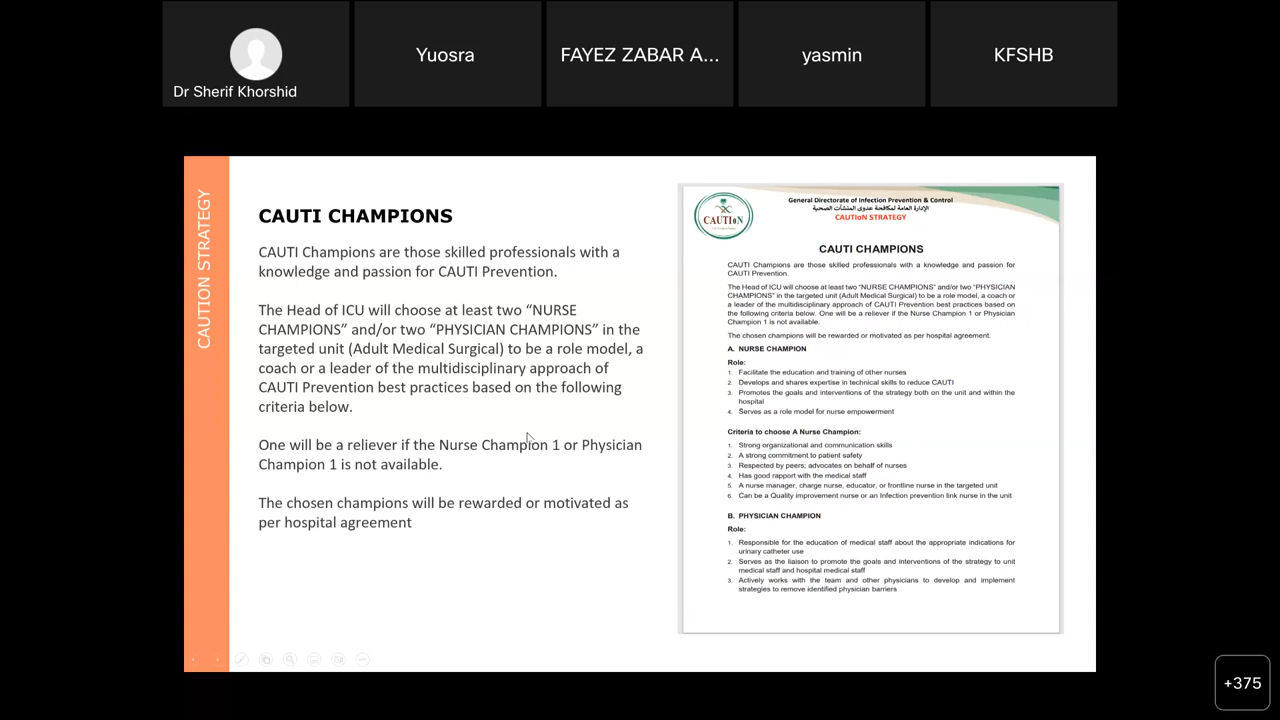 Dr Sherif Khorshid
Yuosra
FAYEZ ZABAR A...
yasmin
KFSHB
CAUTION STRATEGY
CAUTI CHAMPIONS
CAUTI Champions are those skilled professionals with a
knowledge and passion for CAUTI Prevention.
The Head of ICU will choose at least two “NURSE
CHAMPIONS” and/or two “PHYSICIAN CHAMPIONS” in the
targeted unit (Adult Medical Surgical) to be a role model, a
coach or a leader of the multidisciplinary approach of
CAUTI Prevention best practices based on the following
criteria below.
One will be a reliever if the Nurse Champion 1 or Physician
Champion 1 is not available.
The chosen champions will be rewarded or motivated as
per hospital agreement
CAUTIoN
General Directorate of Infection Prevention & Control
الإدارة العامة لمكافحة عدوى المنشآت الصحية
CAUTIoN STRATEGY
CAUTI CHAMPIONS
CAUTI Champions are those skilled professionals with a knowledge and passion for
CAUTI Prevention.
The Head of ICU will choose at least two “NURSE CHAMPIONS” and/or two “PHYSICIAN
CHAMPIONS” in the targeted unit (Adult Medical Surgical) to be a role model, a coach or
a leader of the multidisciplinary approach of CAUTI Prevention best practices based on
the following criteria below. One will be a reliever if the Nurse Champion 1 or Physician
Champion 1 is not available.
The chosen champions will be rewarded or motivated as per hospital agreement.
A. NURSE CHAMPION
Role:
1. Facilitate the education and training of other nurses
2. Develops and shares expertise in technical skills to reduce CAUTI
3. Promotes the goals and interventions of the strategy both on the unit and within the
hospital
4. Serves as a role model for nurse empowerment
Criteria to choose A Nurse Champion:
1. Strong organizational and communication skills
2. A strong commitment to patient safety
3. Respected by peers; advocates on behalf of nurses
4. Has good rapport with the medical staff
5. A nurse manager, charge nurse, educator, or frontline nurse in the targeted unit
6. Can be a Quality improvement nurse or an Infection prevention link nurse in the unit
B. PHYSICIAN CHAMPION
Role:
1. Responsible for the education of medical staff about the appropriate indications for
urinary catheter use
2. Serves as the liaison to promote the goals and interventions of the strategy to unit
medical staff and hospital medical staff
3. Actively works with the team and other physicians to develop and implement
strategies to remove identified physician barriers
+375